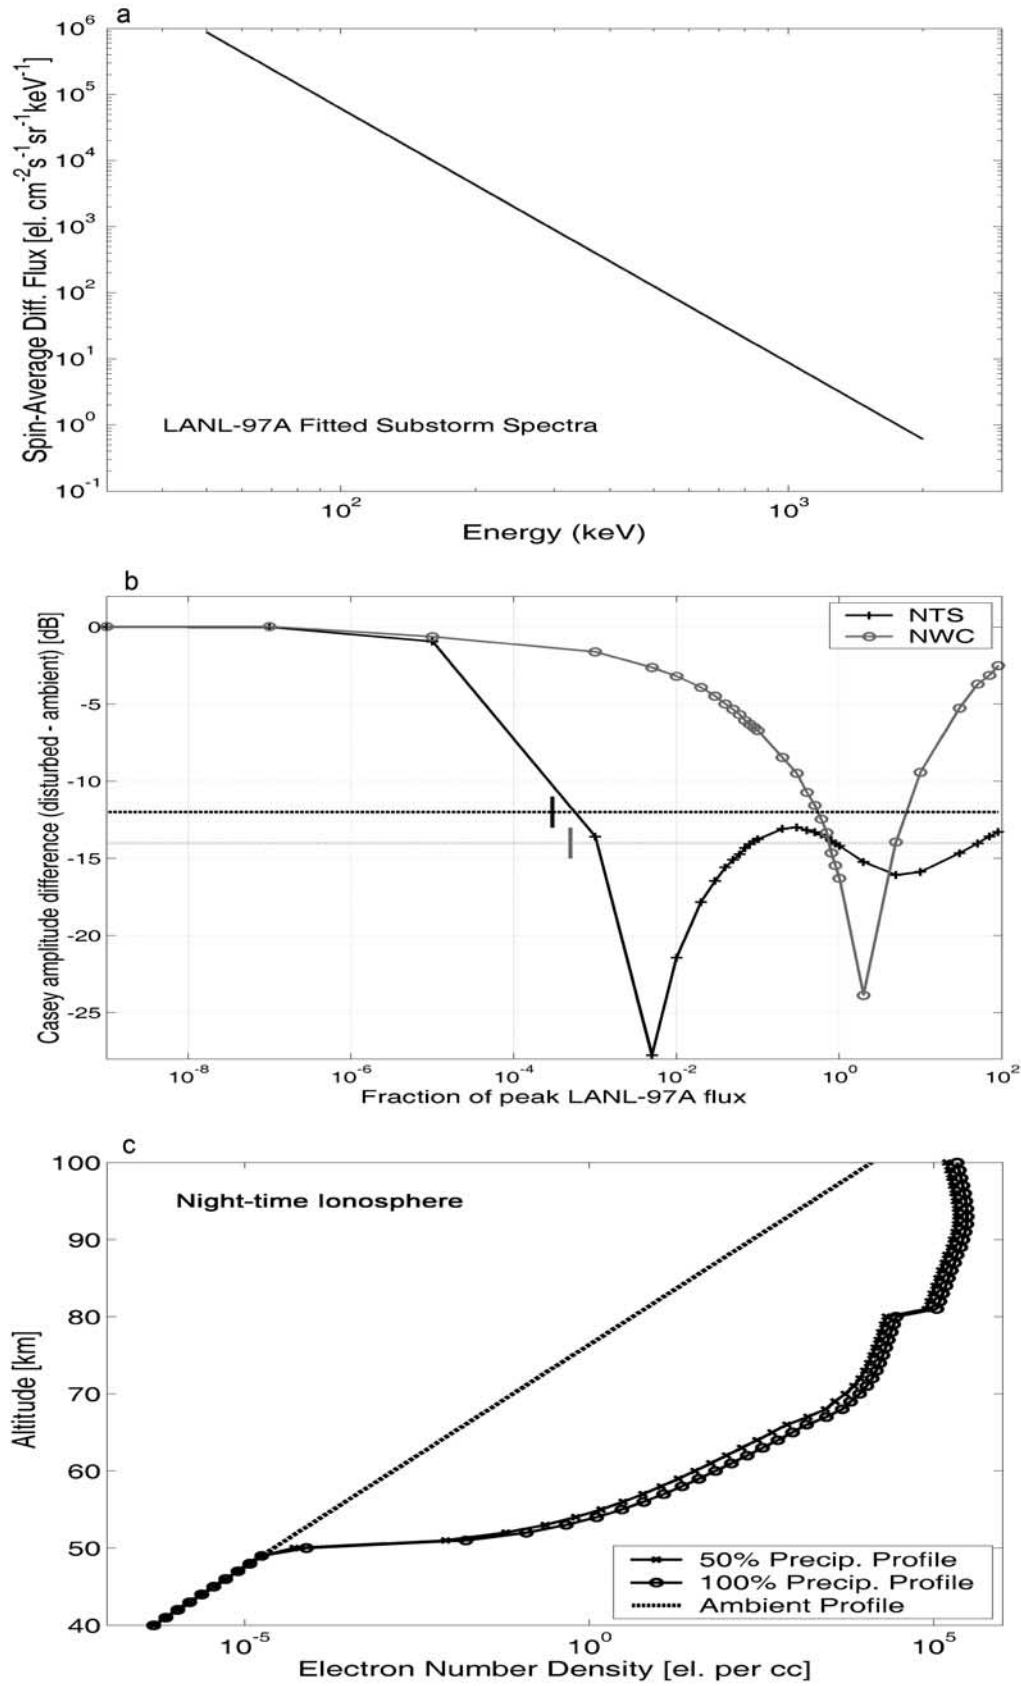 a
10^6
10^5
10^4
10^3
10^2
10^1
10^0
10^-1
Spin-Average Diff. Flux [el. cm^-2s^-1sr^-1keV^-1]
LANL-97A Fitted Substorm Spectra
10^2 10^3
Energy (keV)
b
0
-5
-10
-15
-20
-25
Casey amplitude difference (disturbed - ambient) [dB]
NTS
NWC
10^-8 10^-6 10^-4 10^-2 10^0 10^2
Fraction of peak LANL-97A flux
c
100
90
80
70
60
50
40
Altitude [km]
Night-time Ionosphere
50% Precip. Profile
100% Precip. Profile
Ambient Profile
10^-5 10^0 10^5
Electron Number Density [el. per cc]